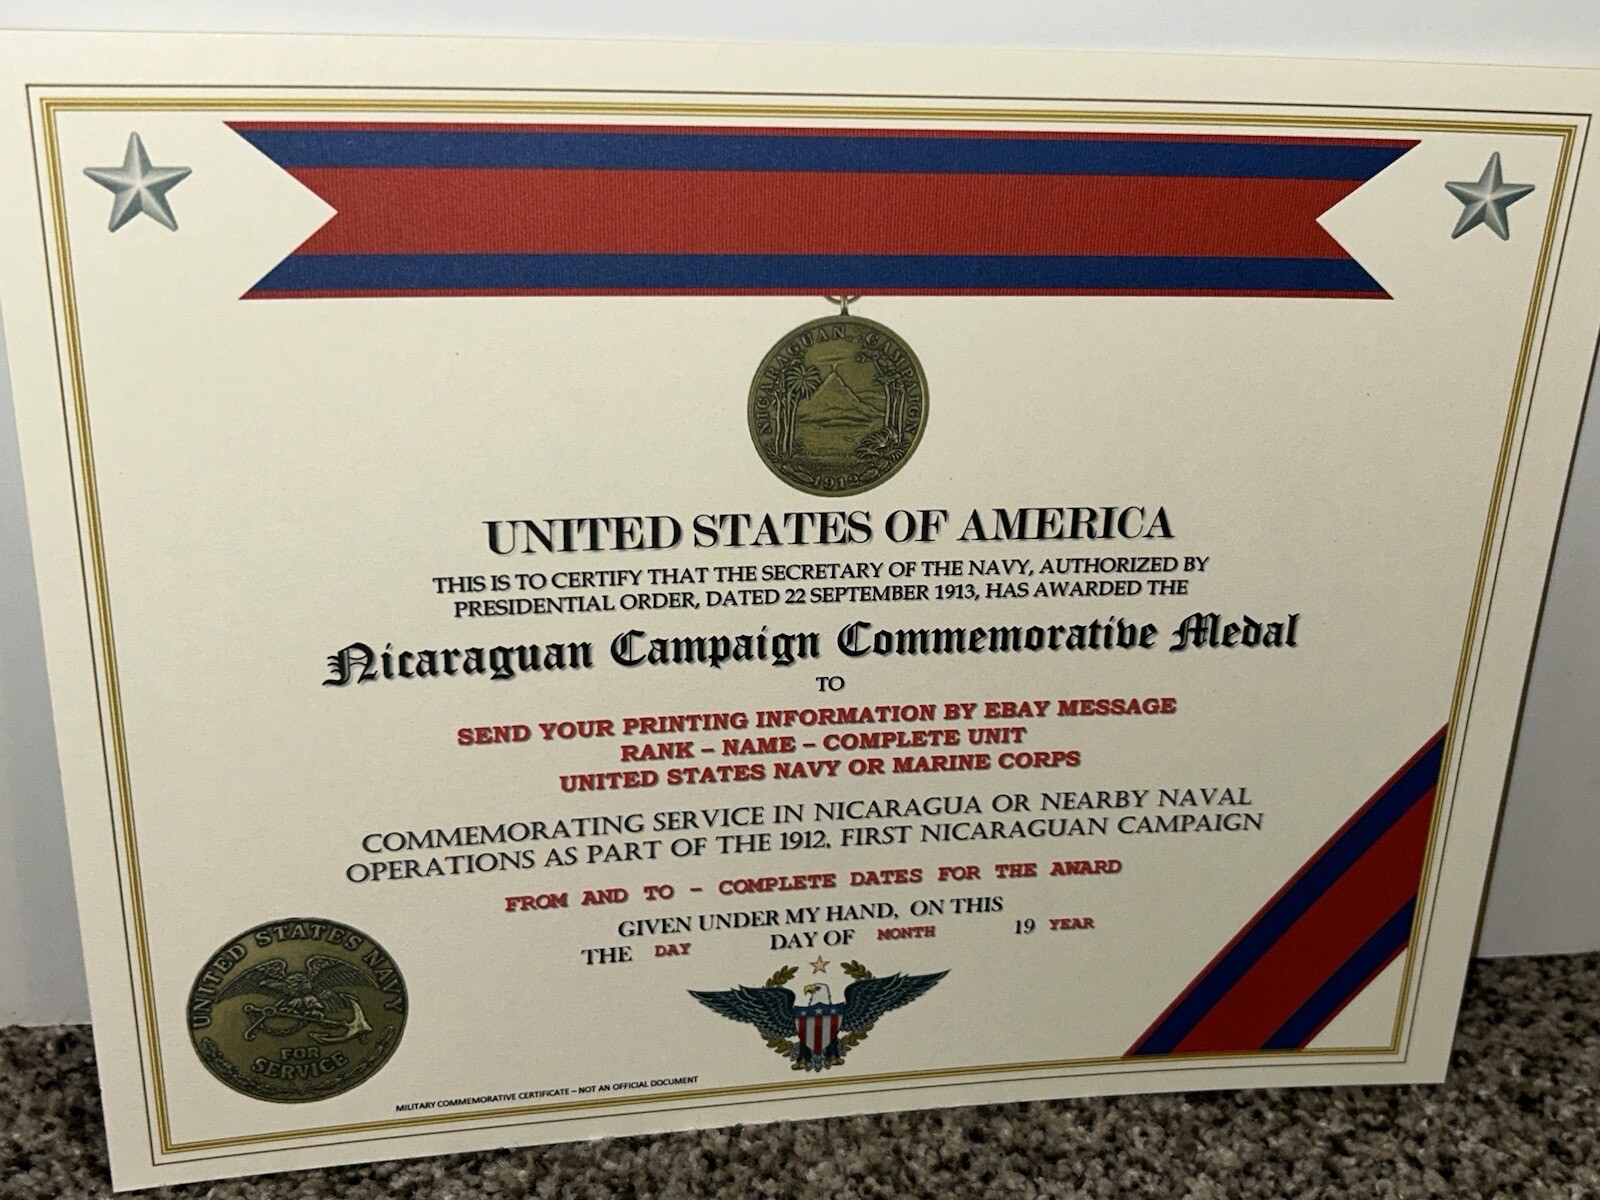 NICARAGUAN CAMPAIGN
1912
UNITED STATES OF AMERICA
THIS IS TO CERTIFY THAT THE SECRETARY OF THE NAVY, AUTHORIZED BY
PRESIDENTIAL ORDER, DATED 22 SEPTEMBER 1913, HAS AWARDED THE
Nicaraguan Campaign Commemorative Medal
TO
SEND YOUR PRINTING INFORMATION BY EBAY MESSAGE
RANK – NAME – COMPLETE UNIT
UNITED STATES NAVY OR MARINE CORPS
COMMEMORATING SERVICE IN NICARAGUA OR NEARBY NAVAL
OPERATIONS AS PART OF THE 1912, FIRST NICARAGUAN CAMPAIGN
FROM AND TO - COMPLETE DATES FOR THE AWARD
GIVEN UNDER MY HAND, ON THIS
THE DAY DAY OF MONTH 19 YEAR
UNITED STATES NAVY
FOR
SERVICE
MILITARY COMMEMORATIVE CERTIFICATE – NOT AN OFFICIAL DOCUMENT